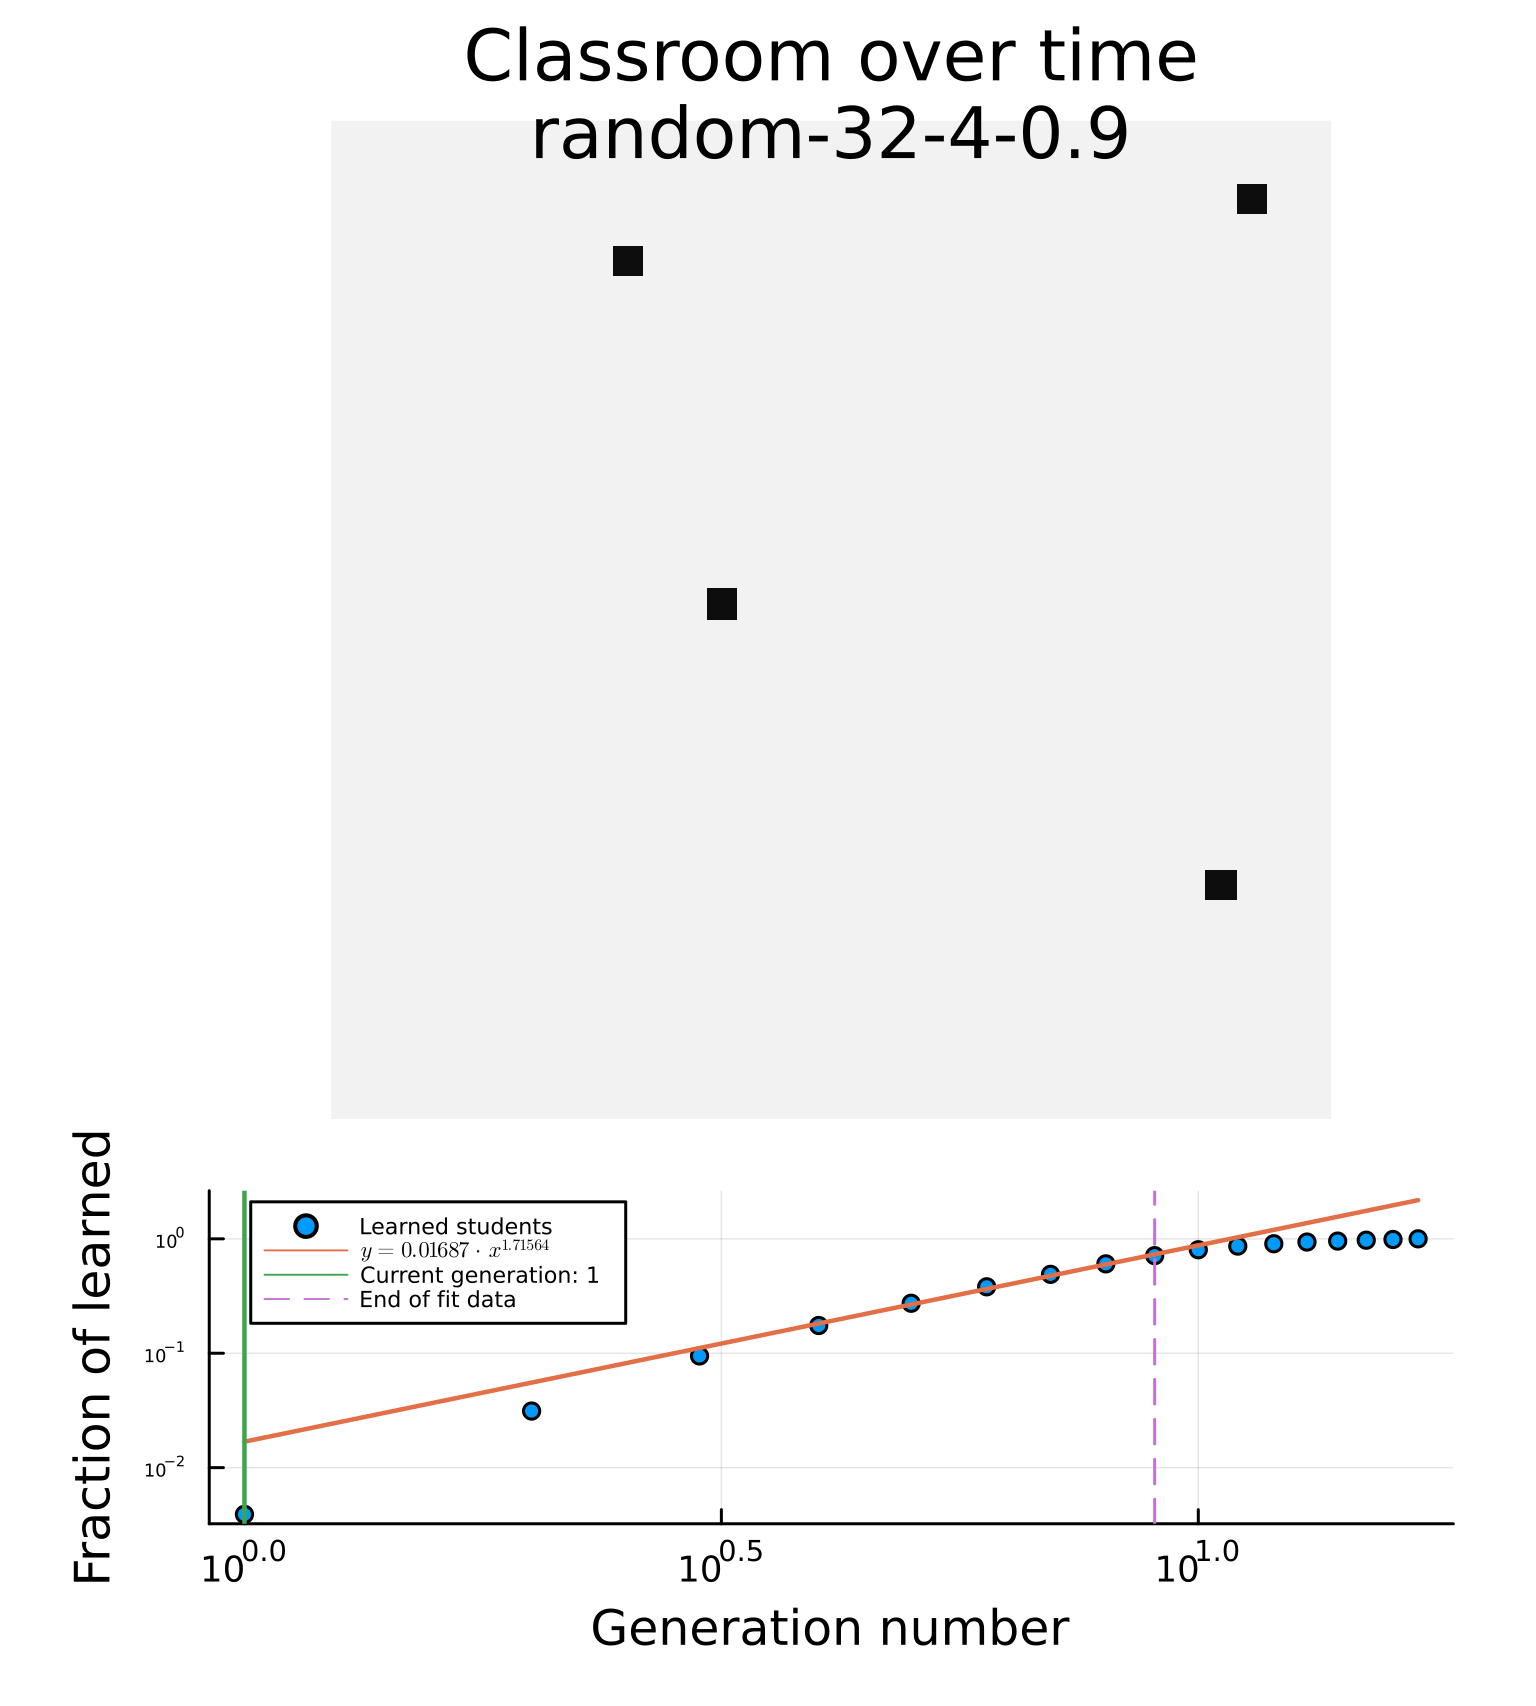 Classroom over time
random-32-4-0.9
Fraction of learned
10⁰
10⁻¹
10⁻²
Learned students
y = 0.01687 · x^1.71564
Current generation: 1
End of fit data
10^0.0 10^0.5 10^1.0
Generation number